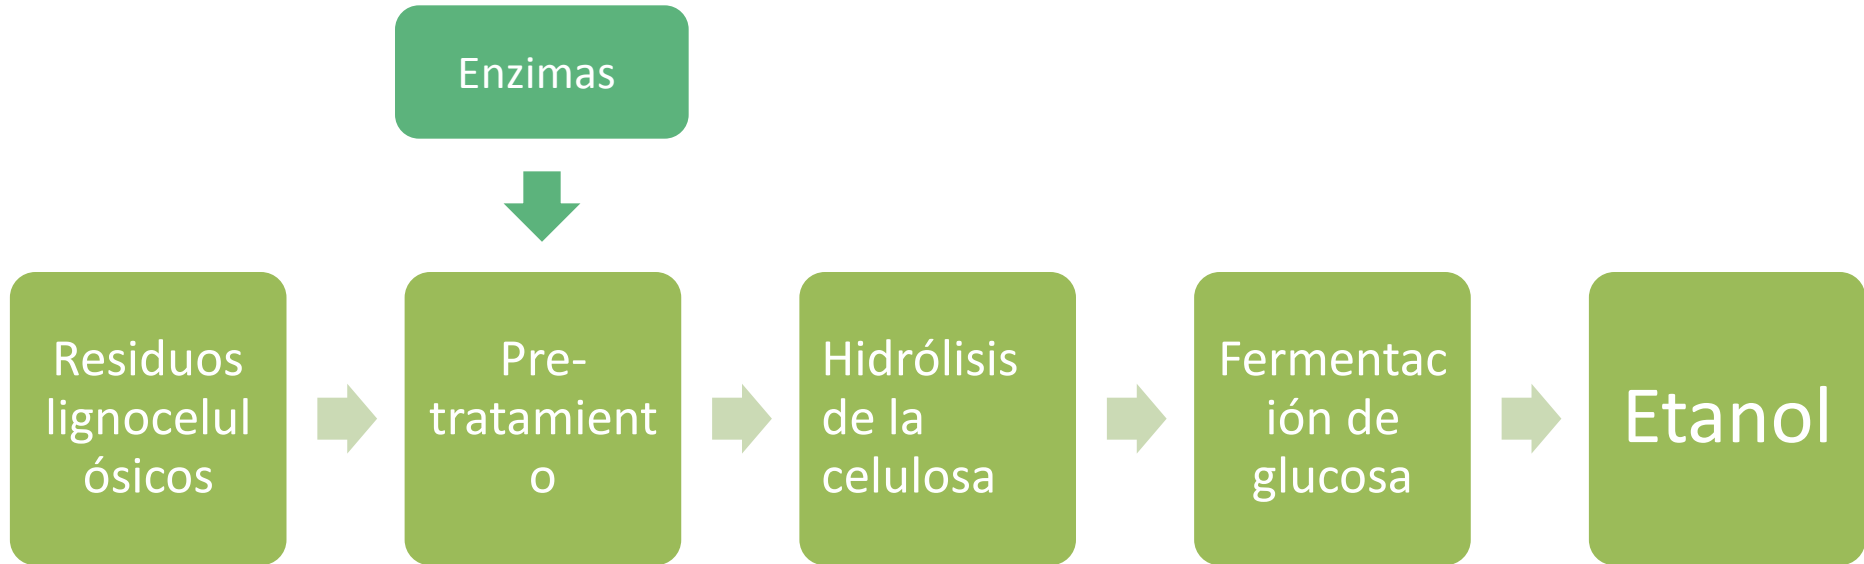 Enzimas
Residuos
lignocelul
ósicos
Pre-
tratamient
o
Hidrólisis
de la
celulosa
Fermentac
ión de
glucosa
Etanol